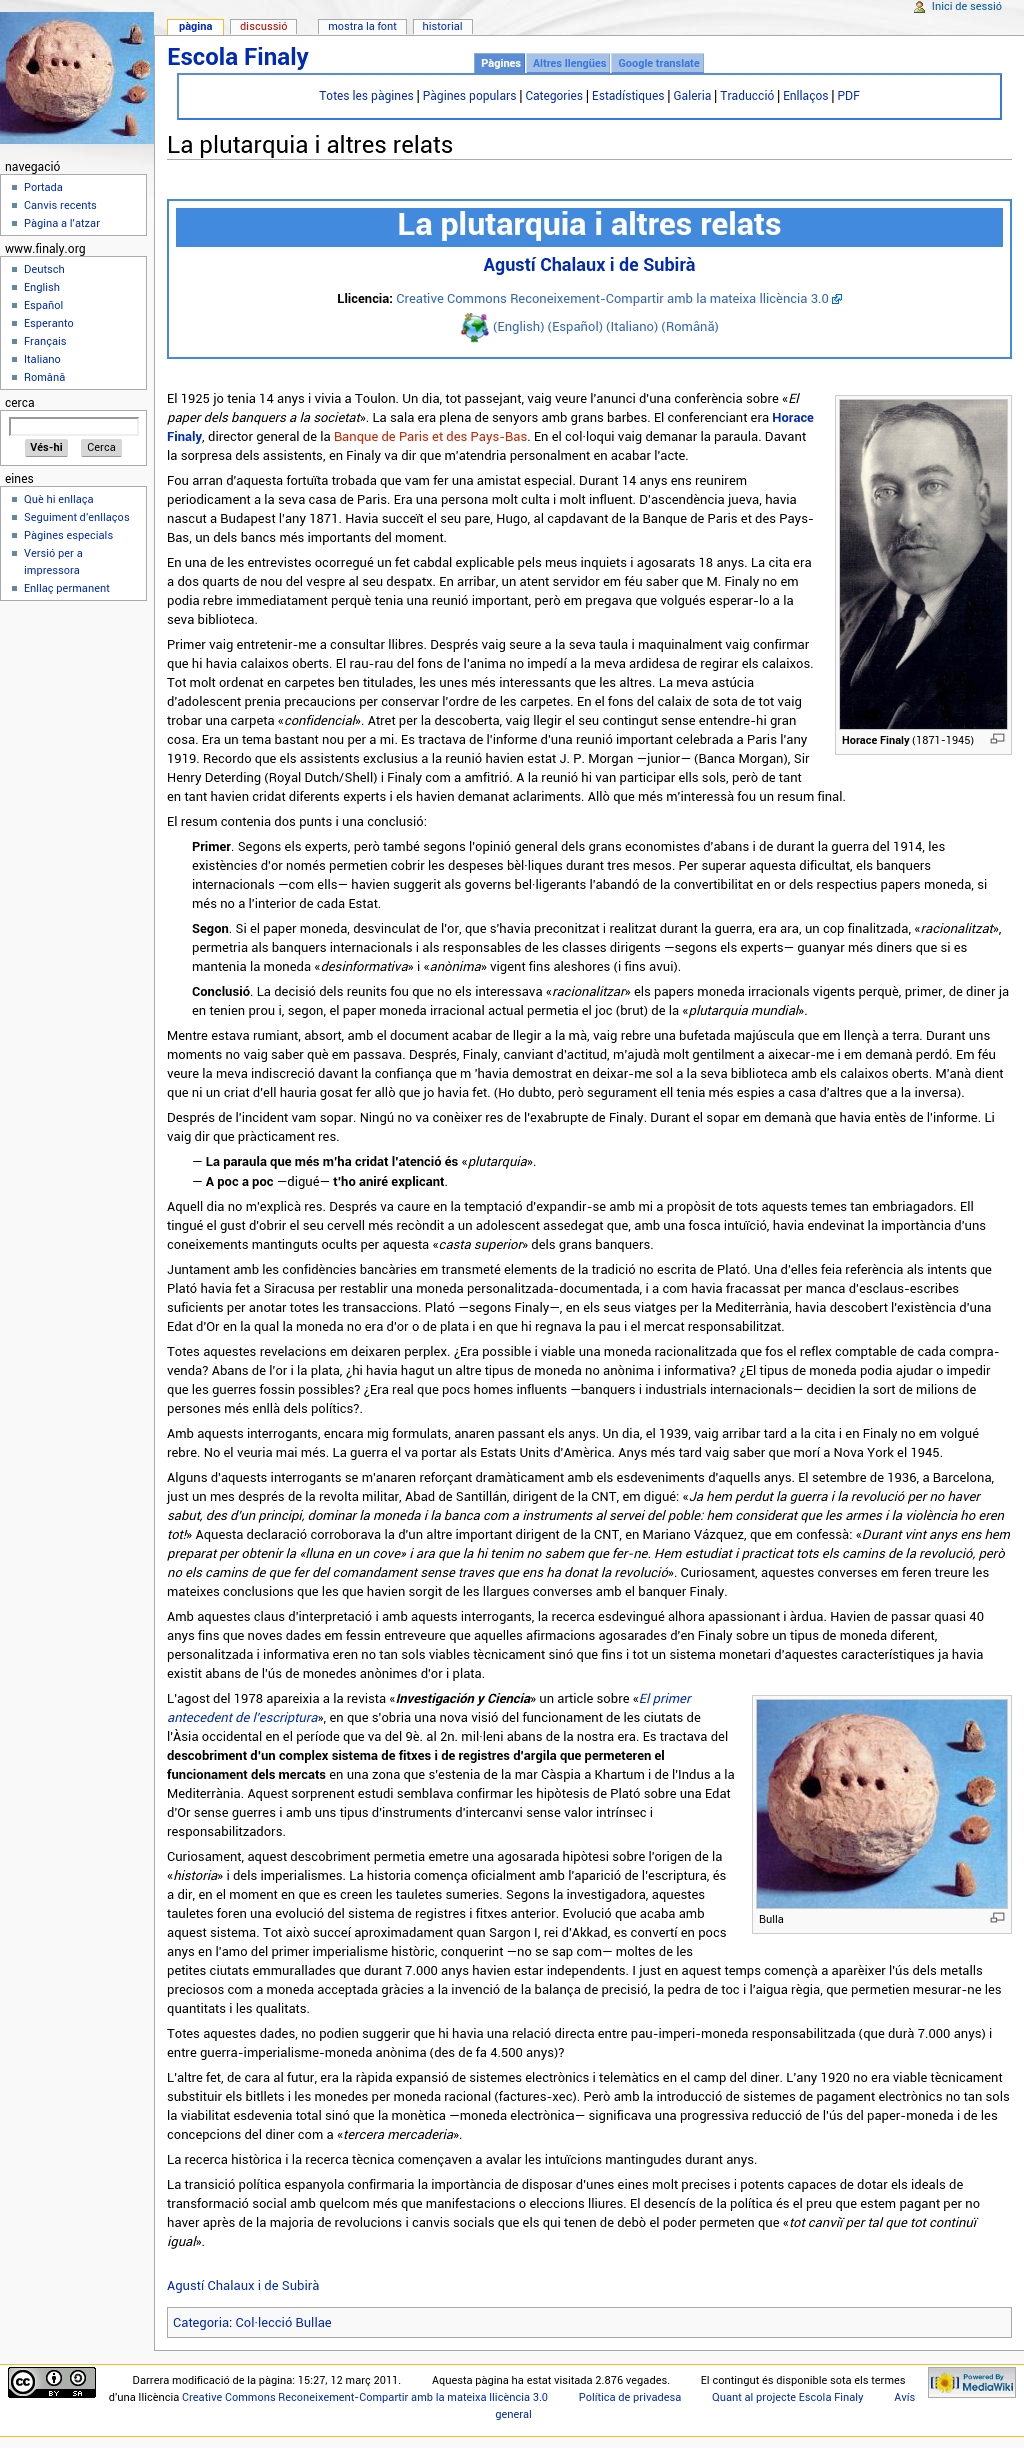 Inici de sessió
pàgina
discussió
mostra la font
historial
Escola Finaly
Pàgines
Altres llengües
Google translate
Totes les pàgines | Pàgines populars | Categories | Estadístiques | Galeria | Traducció | Enllaços | PDF
La plutarquia i altres relats
navegació
Portada
Canvis recents
Pàgina a l'atzar
www.finaly.org
Deutsch
English
Español
Esperanto
Français
Italiano
Română
cerca
Vés-hi
Cerca
eines
Què hi enllaça
Seguiment d'enllaços
Pàgines especials
Versió per a
impressora
Enllaç permanent
La plutarquia i altres relats
Agustí Chalaux i de Subirà
Llicencia: Creative Commons Reconeixement-Compartir amb la mateixa llicència 3.0
(English) (Español) (Italiano) (Română)
El 1925 jo tenia 14 anys i vivia a Toulon. Un dia, tot passejant, vaig veure l'anunci d'una conferència sobre «El
paper dels banquers a la societat». La sala era plena de senyors amb grans barbes. El conferenciant era Horace
Finaly, director general de la Banque de Paris et des Pays-Bas. En el col·loqui vaig demanar la paraula. Davant
la sorpresa dels assistents, en Finaly va dir que m'atendria personalment en acabar l'acte.
Fou arran d'aquesta fortuïta trobada que vam fer una amistat especial. Durant 14 anys ens reunirem
periodicament a la seva casa de Paris. Era una persona molt culta i molt influent. D'ascendència jueva, havia
nascut a Budapest l'any 1871. Havia succeït el seu pare, Hugo, al capdavant de la Banque de Paris et des Pays-
Bas, un dels bancs més importants del moment.
En una de les entrevistes ocorregué un fet cabdal explicable pels meus inquiets i agosarats 18 anys. La cita era
a dos quarts de nou del vespre al seu despatx. En arribar, un atent servidor em féu saber que M. Finaly no em
podia rebre immediatament perquè tenia una reunió important, però em pregava que volgués esperar-lo a la
seva biblioteca.
Primer vaig entretenir-me a consultar llibres. Després vaig seure a la seva taula i maquinalment vaig confirmar
que hi havia calaixos oberts. El rau-rau del fons de l'anima no impedí a la meva ardidesa de regirar els calaixos.
Tot molt ordenat en carpetes ben titulades, les unes més interessants que les altres. La meva astúcia
d'adolescent prenia precaucions per conservar l'ordre de les carpetes. En el fons del calaix de sota de tot vaig
trobar una carpeta «confidencial». Atret per la descoberta, vaig llegir el seu contingut sense entendre-hi gran
cosa. Era un tema bastant nou per a mi. Es tractava de l'informe d'una reunió important celebrada a Paris l'any
1919. Recordo que els assistents exclusius a la reunió havien estat J. P. Morgan —junior— (Banca Morgan), Sir
Henry Deterding (Royal Dutch/Shell) i Finaly com a amfitrió. A la reunió hi van participar ells sols, però de tant
en tant havien cridat diferents experts i els havien demanat aclariments. Allò que més m'interessà fou un resum final.
Horace Finaly (1871-1945)
El resum contenia dos punts i una conclusió:
Primer. Segons els experts, però també segons l'opinió general dels grans economistes d'abans i de durant la guerra del 1914, les
existències d'or només permetien cobrir les despeses bèl·liques durant tres mesos. Per superar aquesta dificultat, els banquers
internacionals —com ells— havien suggerit als governs bel·ligerants l'abandó de la convertibilitat en or dels respectius papers moneda, si
més no a l'interior de cada Estat.
Segon. Si el paper moneda, desvinculat de l'or, que s'havia preconitzat i realitzat durant la guerra, era ara, un cop finalitzada, «racionalitzat»,
permetria als banquers internacionals i als responsables de les classes dirigents —segons els experts— guanyar més diners que si es
mantenia la moneda «desinformativa» i «anònima» vigent fins aleshores (i fins avui).
Conclusió. La decisió dels reunits fou que no els interessava «racionalitzar» els papers moneda irracionals vigents perquè, primer, de diner ja
en tenien prou i, segon, el paper moneda irracional actual permetia el joc (brut) de la «plutarquia mundial».
Mentre estava rumiant, absort, amb el document acabar de llegir a la mà, vaig rebre una bufetada majúscula que em llençà a terra. Durant uns
moments no vaig saber què em passava. Després, Finaly, canviant d'actitud, m'ajudà molt gentilment a aixecar-me i em demanà perdó. Em féu
veure la meva indiscreció davant la confiança que m 'havia demostrat en deixar-me sol a la seva biblioteca amb els calaixos oberts. M'anà dient
que ni un criat d'ell hauria gosat fer allò que jo havia fet. (Ho dubto, però segurament ell tenia més espies a casa d'altres que a la inversa).
Després de l'incident vam sopar. Ningú no va conèixer res de l'exabrupte de Finaly. Durant el sopar em demanà que havia entès de l'informe. Li
vaig dir que pràcticament res.
— La paraula que més m'ha cridat l'atenció és «plutarquia».
— A poc a poc —digué— t'ho aniré explicant.
Aquell dia no m'explicà res. Després va caure en la temptació d'expandir-se amb mi a propòsit de tots aquests temes tan embriagadors. Ell
tingué el gust d'obrir el seu cervell més recòndit a un adolescent assedegat que, amb una fosca intuïció, havia endevinat la importància d'uns
coneixements mantinguts ocults per aquesta «casta superior» dels grans banquers.
Juntament amb les confidències bancàries em transmeté elements de la tradició no escrita de Plató. Una d'elles feia referència als intents que
Plató havia fet a Siracusa per restablir una moneda personalitzada-documentada, i a com havia fracassat per manca d'esclaus-escribes
suficients per anotar totes les transaccions. Plató —segons Finaly—, en els seus viatges per la Mediterrània, havia descobert l'existència d'una
Edat d'Or en la qual la moneda no era d'or o de plata i en que hi regnava la pau i el mercat responsabilitzat.
Totes aquestes revelacions em deixaren perplex. ¿Era possible i viable una moneda racionalitzada que fos el reflex comptable de cada compra-
venda? Abans de l'or i la plata, ¿hi havia hagut un altre tipus de moneda no anònima i informativa? ¿El tipus de moneda podia ajudar o impedir
que les guerres fossin possibles? ¿Era real que pocs homes influents —banquers i industrials internacionals— decidien la sort de milions de
persones més enllà dels polítics?.
Amb aquests interrogants, encara mig formulats, anaren passant els anys. Un dia, el 1939, vaig arribar tard a la cita i en Finaly no em volgué
rebre. No el veuria mai més. La guerra el va portar als Estats Units d'Amèrica. Anys més tard vaig saber que morí a Nova York el 1945.
Alguns d'aquests interrogants se m'anaren reforçant dramàticament amb els esdeveniments d'aquells anys. El setembre de 1936, a Barcelona,
just un mes després de la revolta militar, Abad de Santillán, dirigent de la CNT, em digué: «Ja hem perdut la guerra i la revolució per no haver
sabut, des d'un principi, dominar la moneda i la banca com a instruments al servei del poble: hem considerat que les armes i la violència ho eren
tot!» Aquesta declaració corroborava la d'un altre important dirigent de la CNT, en Mariano Vázquez, que em confessà: «Durant vint anys ens hem
preparat per obtenir la «lluna en un cove» i ara que la hi tenim no sabem que fer-ne. Hem estudiat i practicat tots els camins de la revolució, però
no els camins de que fer del comandament sense traves que ens ha donat la revolució». Curiosament, aquestes converses em feren treure les
mateixes conclusions que les que havien sorgit de les llargues converses amb el banquer Finaly.
Amb aquestes claus d'interpretació i amb aquests interrogants, la recerca esdevingué alhora apassionant i àrdua. Havien de passar quasi 40
anys fins que noves dades em fessin entreveure que aquelles afirmacions agosarades d'en Finaly sobre un tipus de moneda diferent,
personalitzada i informativa eren no tan sols viables tècnicament sinó que fins i tot un sistema monetari d'aquestes característiques ja havia
existit abans de l'ús de monedes anònimes d'or i plata.
L'agost del 1978 apareixia a la revista «Investigación y Ciencia» un article sobre «El primer
antecedent de l'escriptura», en que s'obria una nova visió del funcionament de les ciutats de
l'Àsia occidental en el període que va del 9è. al 2n. mil·leni abans de la nostra era. Es tractava del
descobriment d'un complex sistema de fitxes i de registres d'argila que permeteren el
funcionament dels mercats en una zona que s'estenia de la mar Càspia a Khartum i de l'Indus a la
Mediterrània. Aquest sorprenent estudi semblava confirmar les hipòtesis de Plató sobre una Edat
d'Or sense guerres i amb uns tipus d'instruments d'intercanvi sense valor intrínsec i
responsabilitzadors.
Curiosament, aquest descobriment permetia emetre una agosarada hipòtesi sobre l'origen de la
«historia» i dels imperialismes. La historia comença oficialment amb l'aparició de l'escriptura, és
a dir, en el moment en que es creen les tauletes sumeries. Segons la investigadora, aquestes
tauletes foren una evolució del sistema de registres i fitxes anterior. Evolució que acaba amb
aquest sistema. Tot això succeí aproximadament quan Sargon I, rei d'Akkad, es convertí en pocs
anys en l'amo del primer imperialisme històric, conquerint —no se sap com— moltes de les
petites ciutats emmurallades que durant 7.000 anys havien estar independents. I just en aquest temps començà a aparèixer l'ús dels metalls
preciosos com a moneda acceptada gràcies a la invenció de la balança de precisió, la pedra de toc i l'aigua règia, que permetien mesurar-ne les
quantitats i les qualitats.
Bulla
Totes aquestes dades, no podien suggerir que hi havia una relació directa entre pau-imperi-moneda responsabilitzada (que durà 7.000 anys) i
entre guerra-imperialisme-moneda anònima (des de fa 4.500 anys)?
L'altre fet, de cara al futur, era la ràpida expansió de sistemes electrònics i telemàtics en el camp del diner. L'any 1920 no era viable tècnicament
substituir els bitllets i les monedes per moneda racional (factures-xec). Però amb la introducció de sistemes de pagament electrònics no tan sols
la viabilitat esdevenia total sinó que la monètica —moneda electrònica— significava una progressiva reducció de l'ús del paper-moneda i de les
concepcions del diner com a «tercera mercaderia».
La recerca històrica i la recerca tècnica començaven a avalar les intuïcions mantingudes durant anys.
La transició política espanyola confirmaria la importància de disposar d'unes eines molt precises i potents capaces de dotar els ideals de
transformació social amb quelcom més que manifestacions o eleccions lliures. El desencís de la política és el preu que estem pagant per no
haver après de la majoria de revolucions i canvis socials que els qui tenen de debò el poder permeten que «tot canviï per tal que tot continuï
igual».
Agustí Chalaux i de Subirà
Categoria: Col·lecció Bullae
Darrera modificació de la pàgina: 15:27, 12 març 2011. Aquesta pàgina ha estat visitada 2.876 vegades. El contingut és disponible sota els termes
d'una llicència Creative Commons Reconeixement-Compartir amb la mateixa llicència 3.0 Política de privadesa Quant al projecte Escola Finaly Avís
general
cc BY SA
Powered By
MediaWiki